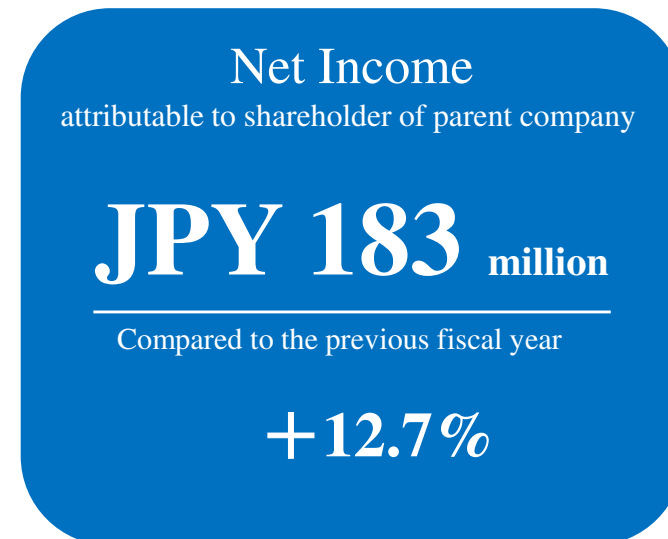 Net Income
attributable to shareholder of parent company
JPY 183 million
Compared to the previous fiscal year
+12.7%